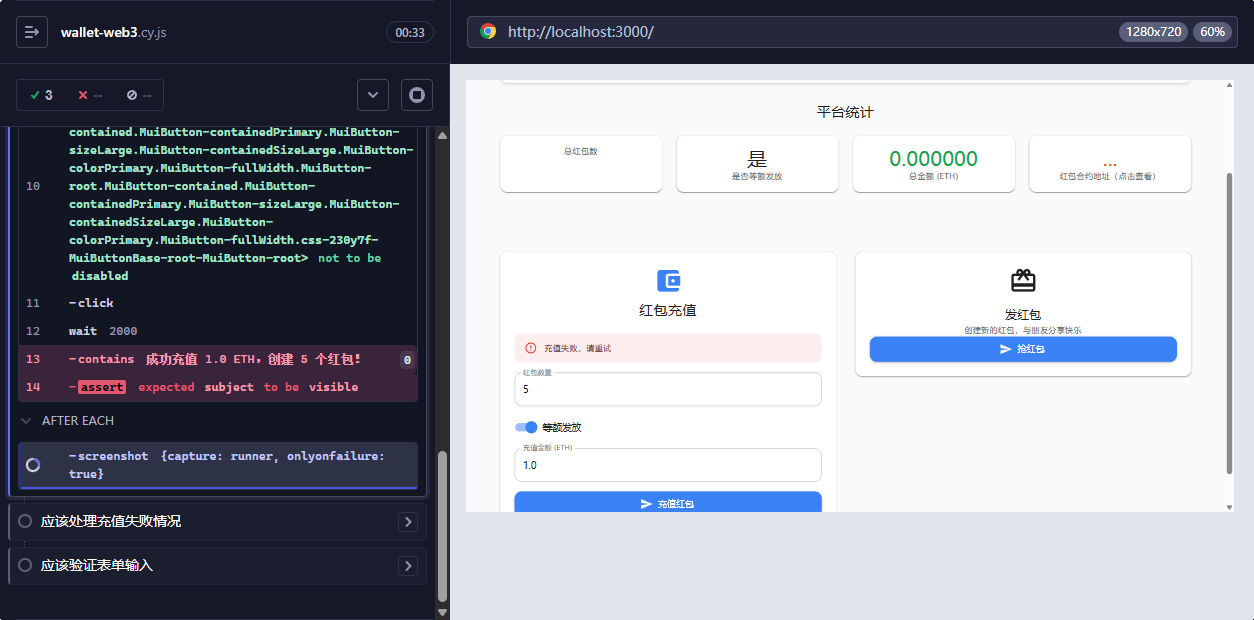 wallet-web3.cy.js
00:33
3
--
--
contained.MuiButton-containedPrimary.MuiButton-
sizeLarge.MuiButton-containedSizeLarge.MuiButton-
colorPrimary.MuiButton-fullWidth.MuiButton-
10
root.MuiButton-contained.MuiButton-
containedPrimary.MuiButton-sizeLarge.MuiButton-
containedSizeLarge.MuiButton-
colorPrimary.MuiButton-fullWidth.css-230y7f-
MuiButtonBase-root-MuiButton-root> not to be
disabled
11 -click
12 wait 2000
13 -contains 成功充值 1.0 ETH，创建 5 个红包! 0
14 -assert expected subject to be visible
AFTER EACH
-screenshot {capture: runner, onlyonfailure:
true}
应该处理充值失败情况
应该验证表单输入
http://localhost:3000/
1280x720
60%
平台统计
总红包数
是
是否等额发放
0.000000
总金额 (ETH)
...
红包合约地址（点击查看）
红包充值
充值失败，请重试
红包数量
5
等额发放
充值金额 (ETH)
1.0
充值红包
发红包
创建新的红包，与朋友分享快乐
抢红包